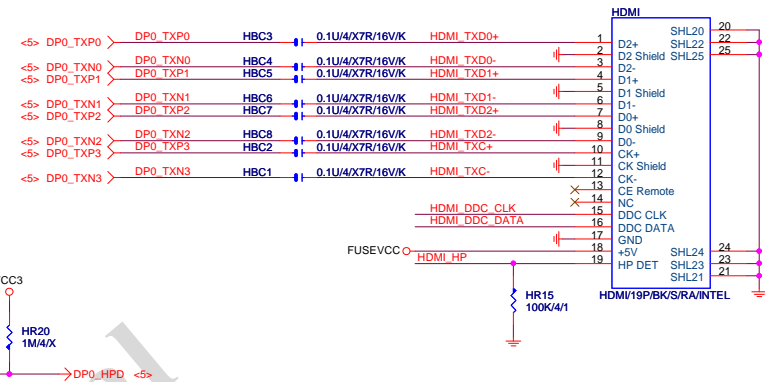 HDMI
<5> DP0_TXP0 DP0_TXP0 HBC3 0.1U/4/X7R/16V/K HDMI_TXD0+ 1 D2+ SHL20 20
2 D2 Shield SHL22 22
<5> DP0_TXN0 DP0_TXN0 HBC4 0.1U/4/X7R/16V/K HDMI_TXD0- 3 D2- SHL25 25
<5> DP0_TXP1 DP0_TXP1 HBC5 0.1U/4/X7R/16V/K HDMI_TXD1+ 4 D1+
5 D1 Shield
<5> DP0_TXN1 DP0_TXN1 HBC6 0.1U/4/X7R/16V/K HDMI_TXD1- 6 D1-
<5> DP0_TXP2 DP0_TXP2 HBC7 0.1U/4/X7R/16V/K HDMI_TXD2+ 7 D0+
8 D0 Shield
<5> DP0_TXN2 DP0_TXN2 HBC8 0.1U/4/X7R/16V/K HDMI_TXD2- 9 D0-
<5> DP0_TXP3 DP0_TXP3 HBC2 0.1U/4/X7R/16V/K HDMI_TXC+ 10 CK+
11 CK Shield
<5> DP0_TXN3 DP0_TXN3 HBC1 0.1U/4/X7R/16V/K HDMI_TXC- 12 CK-
13 CE Remote
14 NC
HDMI_DDC_CLK 15 DDC CLK
HDMI_DDC_DATA 16 DDC DATA
17 GND
FUSEVCC 18 +5V SHL24 24
HDMI_HP 19 HP DET SHL23 23
SHL21 21
HDMI/19P/BK/S/RA/INTEL
HR15
100K/4/1
VCC3
HR20
1M/4/X
DP0_HPD <5>